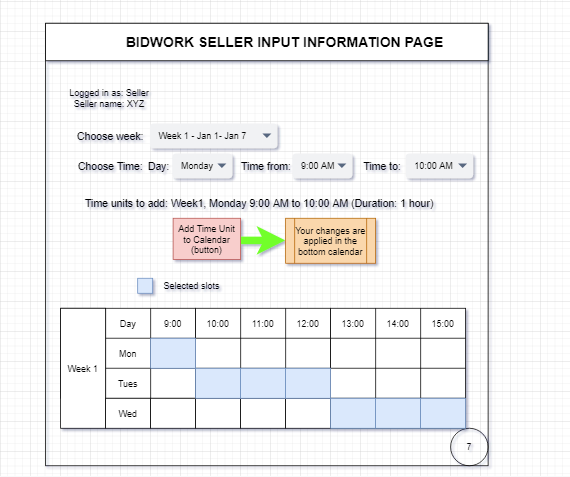 BIDWORK SELLER INPUT INFORMATION PAGE
Logged in as: Seller
Seller name: XYZ
Choose week: Week 1 - Jan 1- Jan 7
Choose Time: Day: Monday Time from: 9:00 AM Time to: 10:00 AM
Time units to add: Week1, Monday 9:00 AM to 10:00 AM (Duration: 1 hour)
Add Time Unit
to Calendar
(button)
Your changes are
applied in the
bottom calendar
Selected slots
Day 9:00 10:00 11:00 12:00 13:00 14:00 15:00
Week 1
Mon
Tues
Wed
7